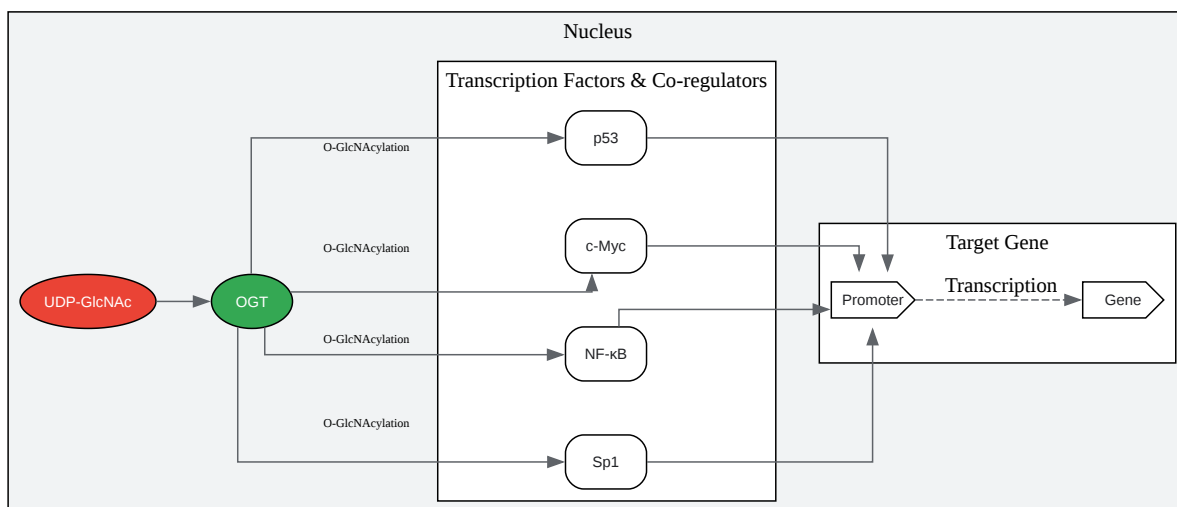 Nucleus
Transcription Factors & Co-regulators
p53
O-GlcNAcylation
c-Myc
O-GlcNAcylation
Target Gene
UDP-GlcNAc
OGT
Promoter
Transcription
Gene
O-GlcNAcylation
NF-κB
O-GlcNAcylation
Sp1